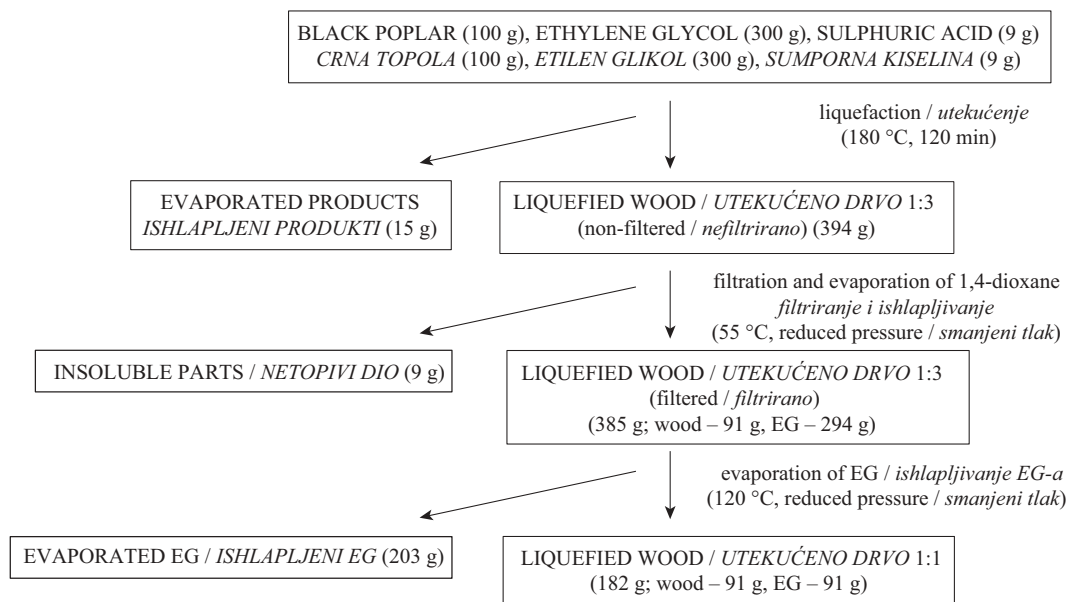 BLACK POPLAR (100 g), ETHYLENE GLYCOL (300 g), SULPHURIC ACID (9 g)
CRNA TOPOLA (100 g), ETILEN GLIKOL (300 g), SUMPORNA KISELINA (9 g)
liquefaction / utekućenje
(180 °C, 120 min)
EVAPORATED PRODUCTS
ISHLAPLJENI PRODUKTI (15 g)
LIQUEFIED WOOD / UTEKUĆENO DRVO 1:3
(non-filtered / nefiltrirano) (394 g)
filtration and evaporation of 1,4-dioxane
filtriranje i ishlapljivanje
(55 °C, reduced pressure / smanjeni tlak)
INSOLUBLE PARTS / NETOPIVI DIO (9 g)
LIQUEFIED WOOD / UTEKUĆENO DRVO 1:3
(filtered / filtrirano)
(385 g; wood – 91 g, EG – 294 g)
evaporation of EG / ishlapljivanje EG-a
(120 °C, reduced pressure / smanjeni tlak)
EVAPORATED EG / ISHLAPLJENI EG (203 g)
LIQUEFIED WOOD / UTEKUĆENO DRVO 1:1
(182 g; wood – 91 g, EG – 91 g)